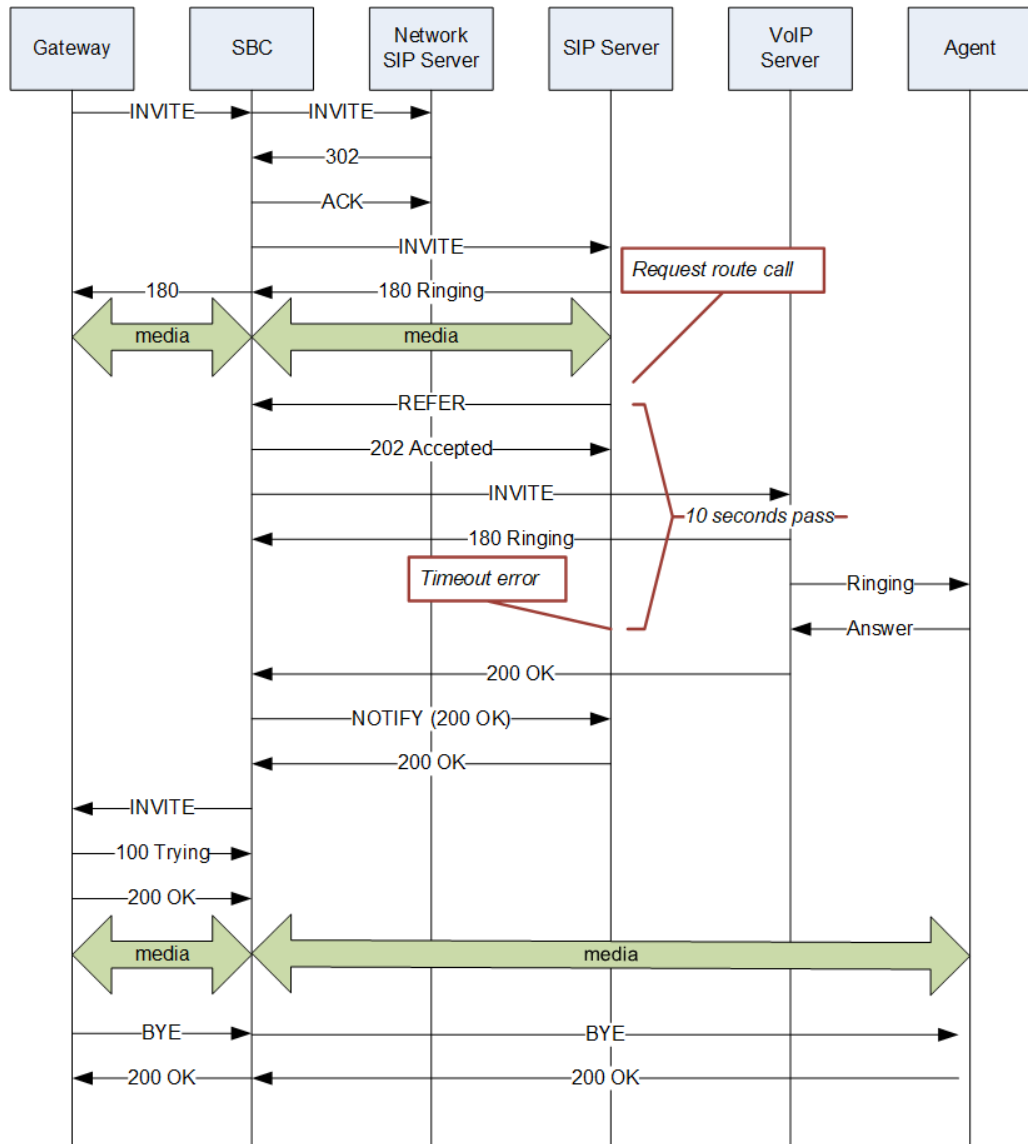 Gateway
SBC
Network
SIP Server
SIP Server
VoIP
Server
Agent
INVITE
INVITE
302
ACK
INVITE
Request route call
180
180 Ringing
media
media
REFER
202 Accepted
INVITE
10 seconds pass
180 Ringing
Timeout error
Ringing
Answer
200 OK
NOTIFY (200 OK)
200 OK
INVITE
100 Trying
200 OK
media
media
BYE
BYE
200 OK
200 OK